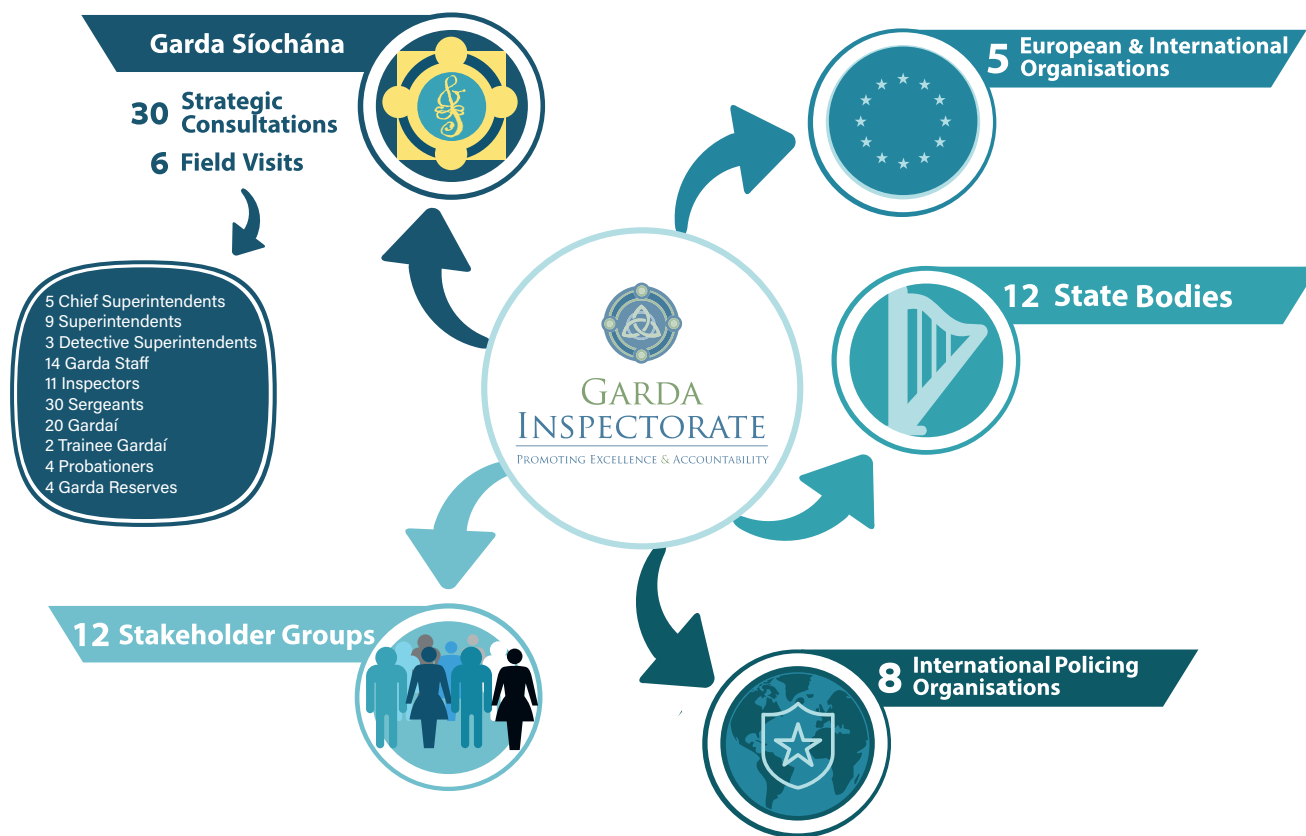 Garda Síochána
30 Strategic
Consultations
6 Field Visits
5 Chief Superintendents
9 Superintendents
3 Detective Superintendents
14 Garda Staff
11 Inspectors
30 Sergeants
20 Gardaí
2 Trainee Gardaí
4 Probationers
4 Garda Reserves
5 European & International
Organisations
12 State Bodies
GARDA
INSPECTORATE
PROMOTING EXCELLENCE & ACCOUNTABILITY
12 Stakeholder Groups
8 International Policing
Organisations